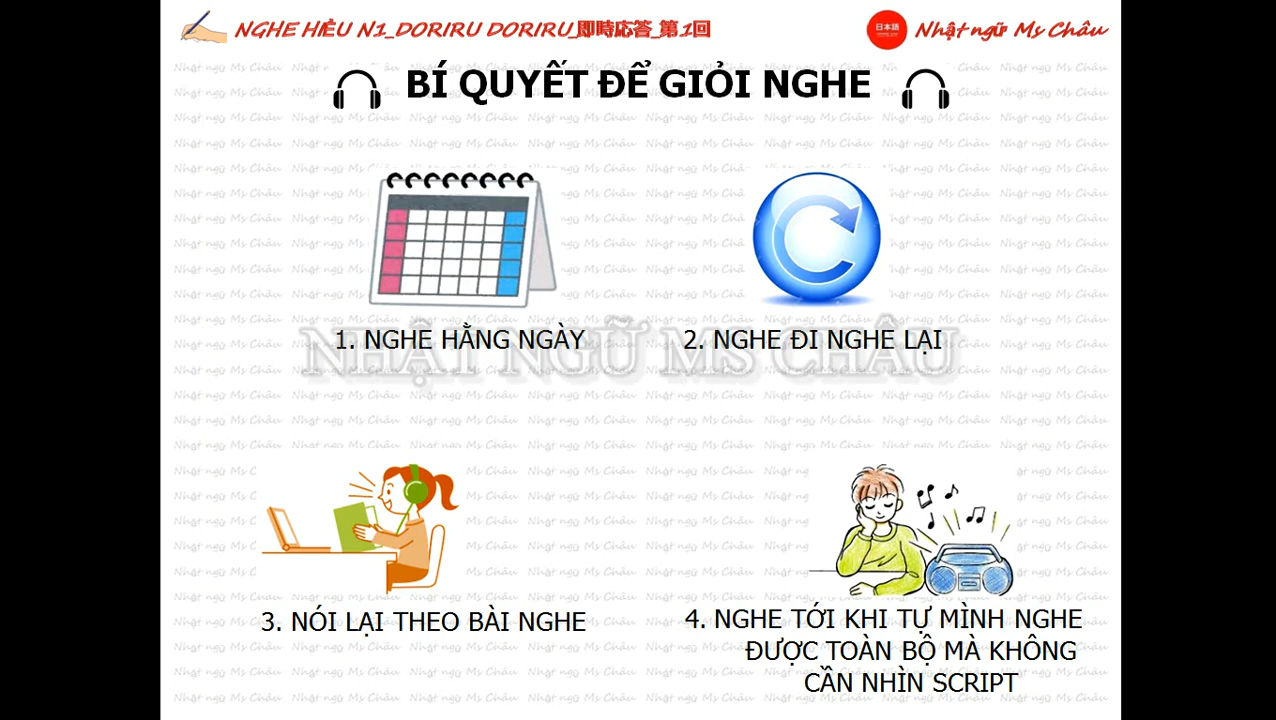 NGHE HIỂU N1_DORIRU DORIRU_即時応答_第1回
日本語
Nhật ngữ Ms Châu
BÍ QUYẾT ĐỂ GIỎI NGHE
1. NGHE HẰNG NGÀY
2. NGHE ĐI NGHE LẠI
NHẬT NGỮ MS CHÂU
3. NÓI LẠI THEO BÀI NGHE
4. NGHE TỚI KHI TỰ MÌNH NGHE
ĐƯỢC TOÀN BỘ MÀ KHÔNG
CẦN NHÌN SCRIPT